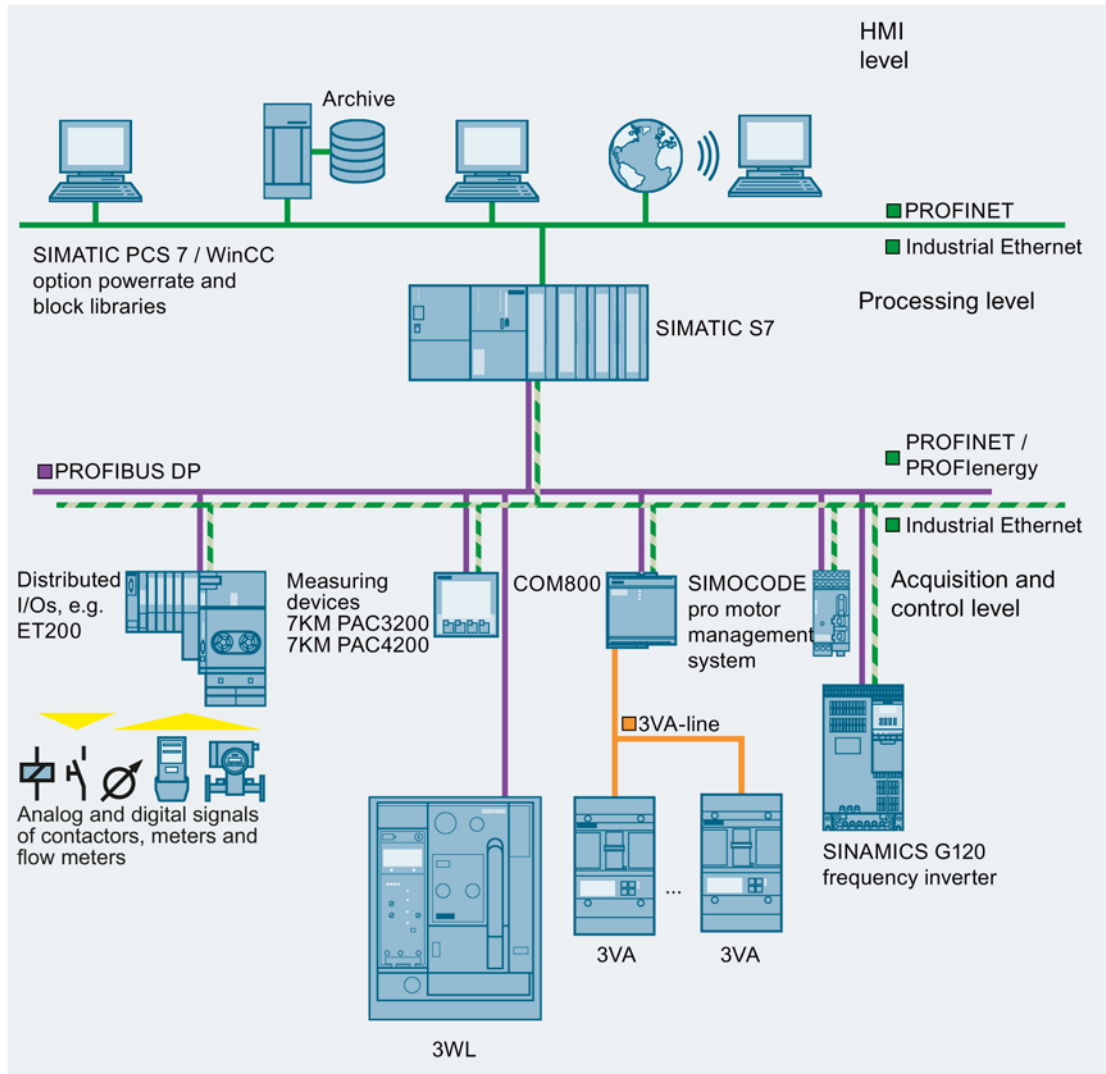 HMI
level
Archive
PROFINET
Industrial Ethernet
SIMATIC PCS 7 / WinCC
option powerrate and
block libraries
Processing level
SIMATIC S7
PROFINET /
PROFIenergy
PROFIBUS DP
Industrial Ethernet
Distributed
I/Os, e.g.
ET200
Measuring
devices
7KM PAC3200
7KM PAC4200
COM800
SIMOCODE
pro motor
management
system
Acquisition and
control level
3VA-line
Analog and digital signals
of contactors, meters and
flow meters
SINAMICS G120
frequency inverter
...
3VA
3VA
3WL